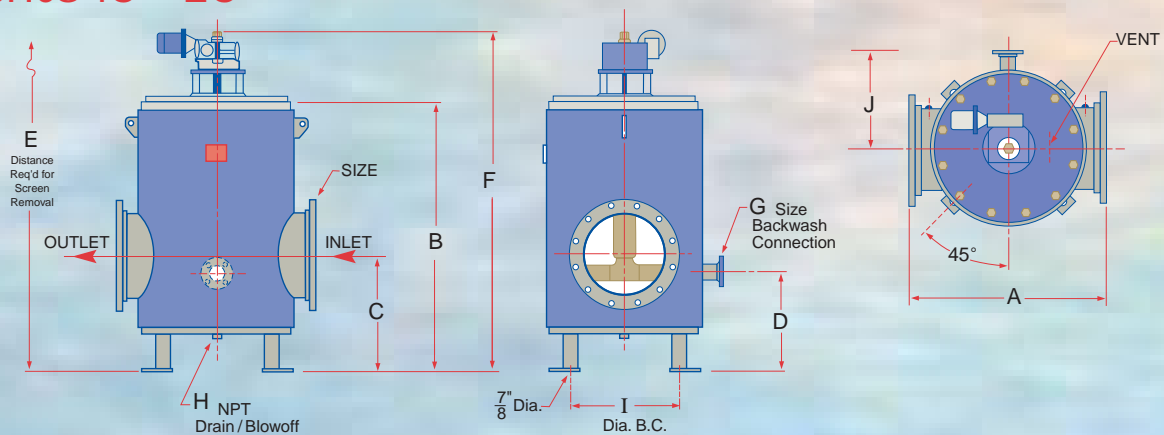 VENT
J
E
Distance
Req'd for
Screen
Removal
F
SIZE
G Size
Backwash
Connection
B
OUTLET
INLET
45°
C
D
A
H NPT
Drain / Blowoff
7"
8 Dia.
I
Dia. B.C.